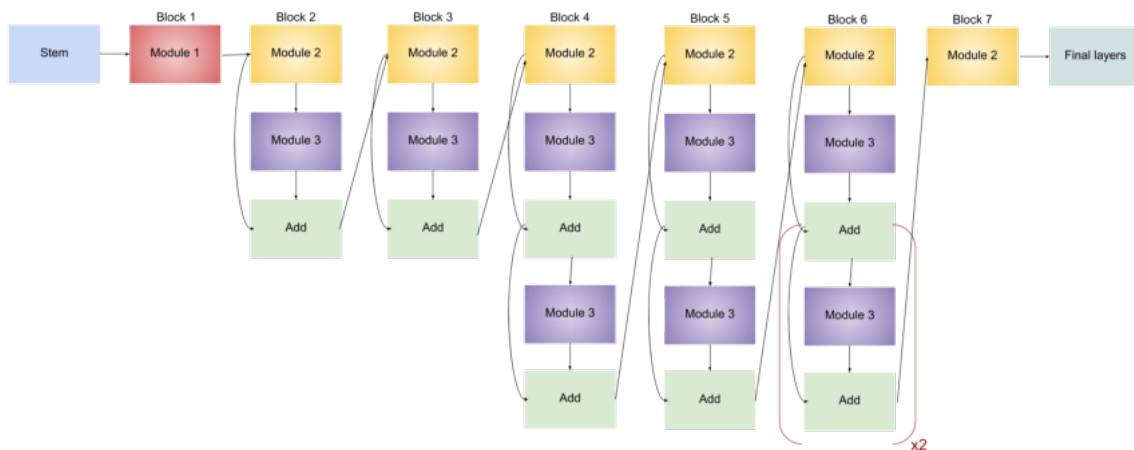 Block 1
Block 2
Block 3
Block 4
Block 5
Block 6
Block 7
Stem
Module 1
Module 2
Module 2
Module 2
Module 2
Module 2
Module 2
Final layers
Module 3
Module 3
Module 3
Module 3
Module 3
Add
Add
Add
Add
Add
Module 3
Module 3
Module 3
Add
Add
Add
x2